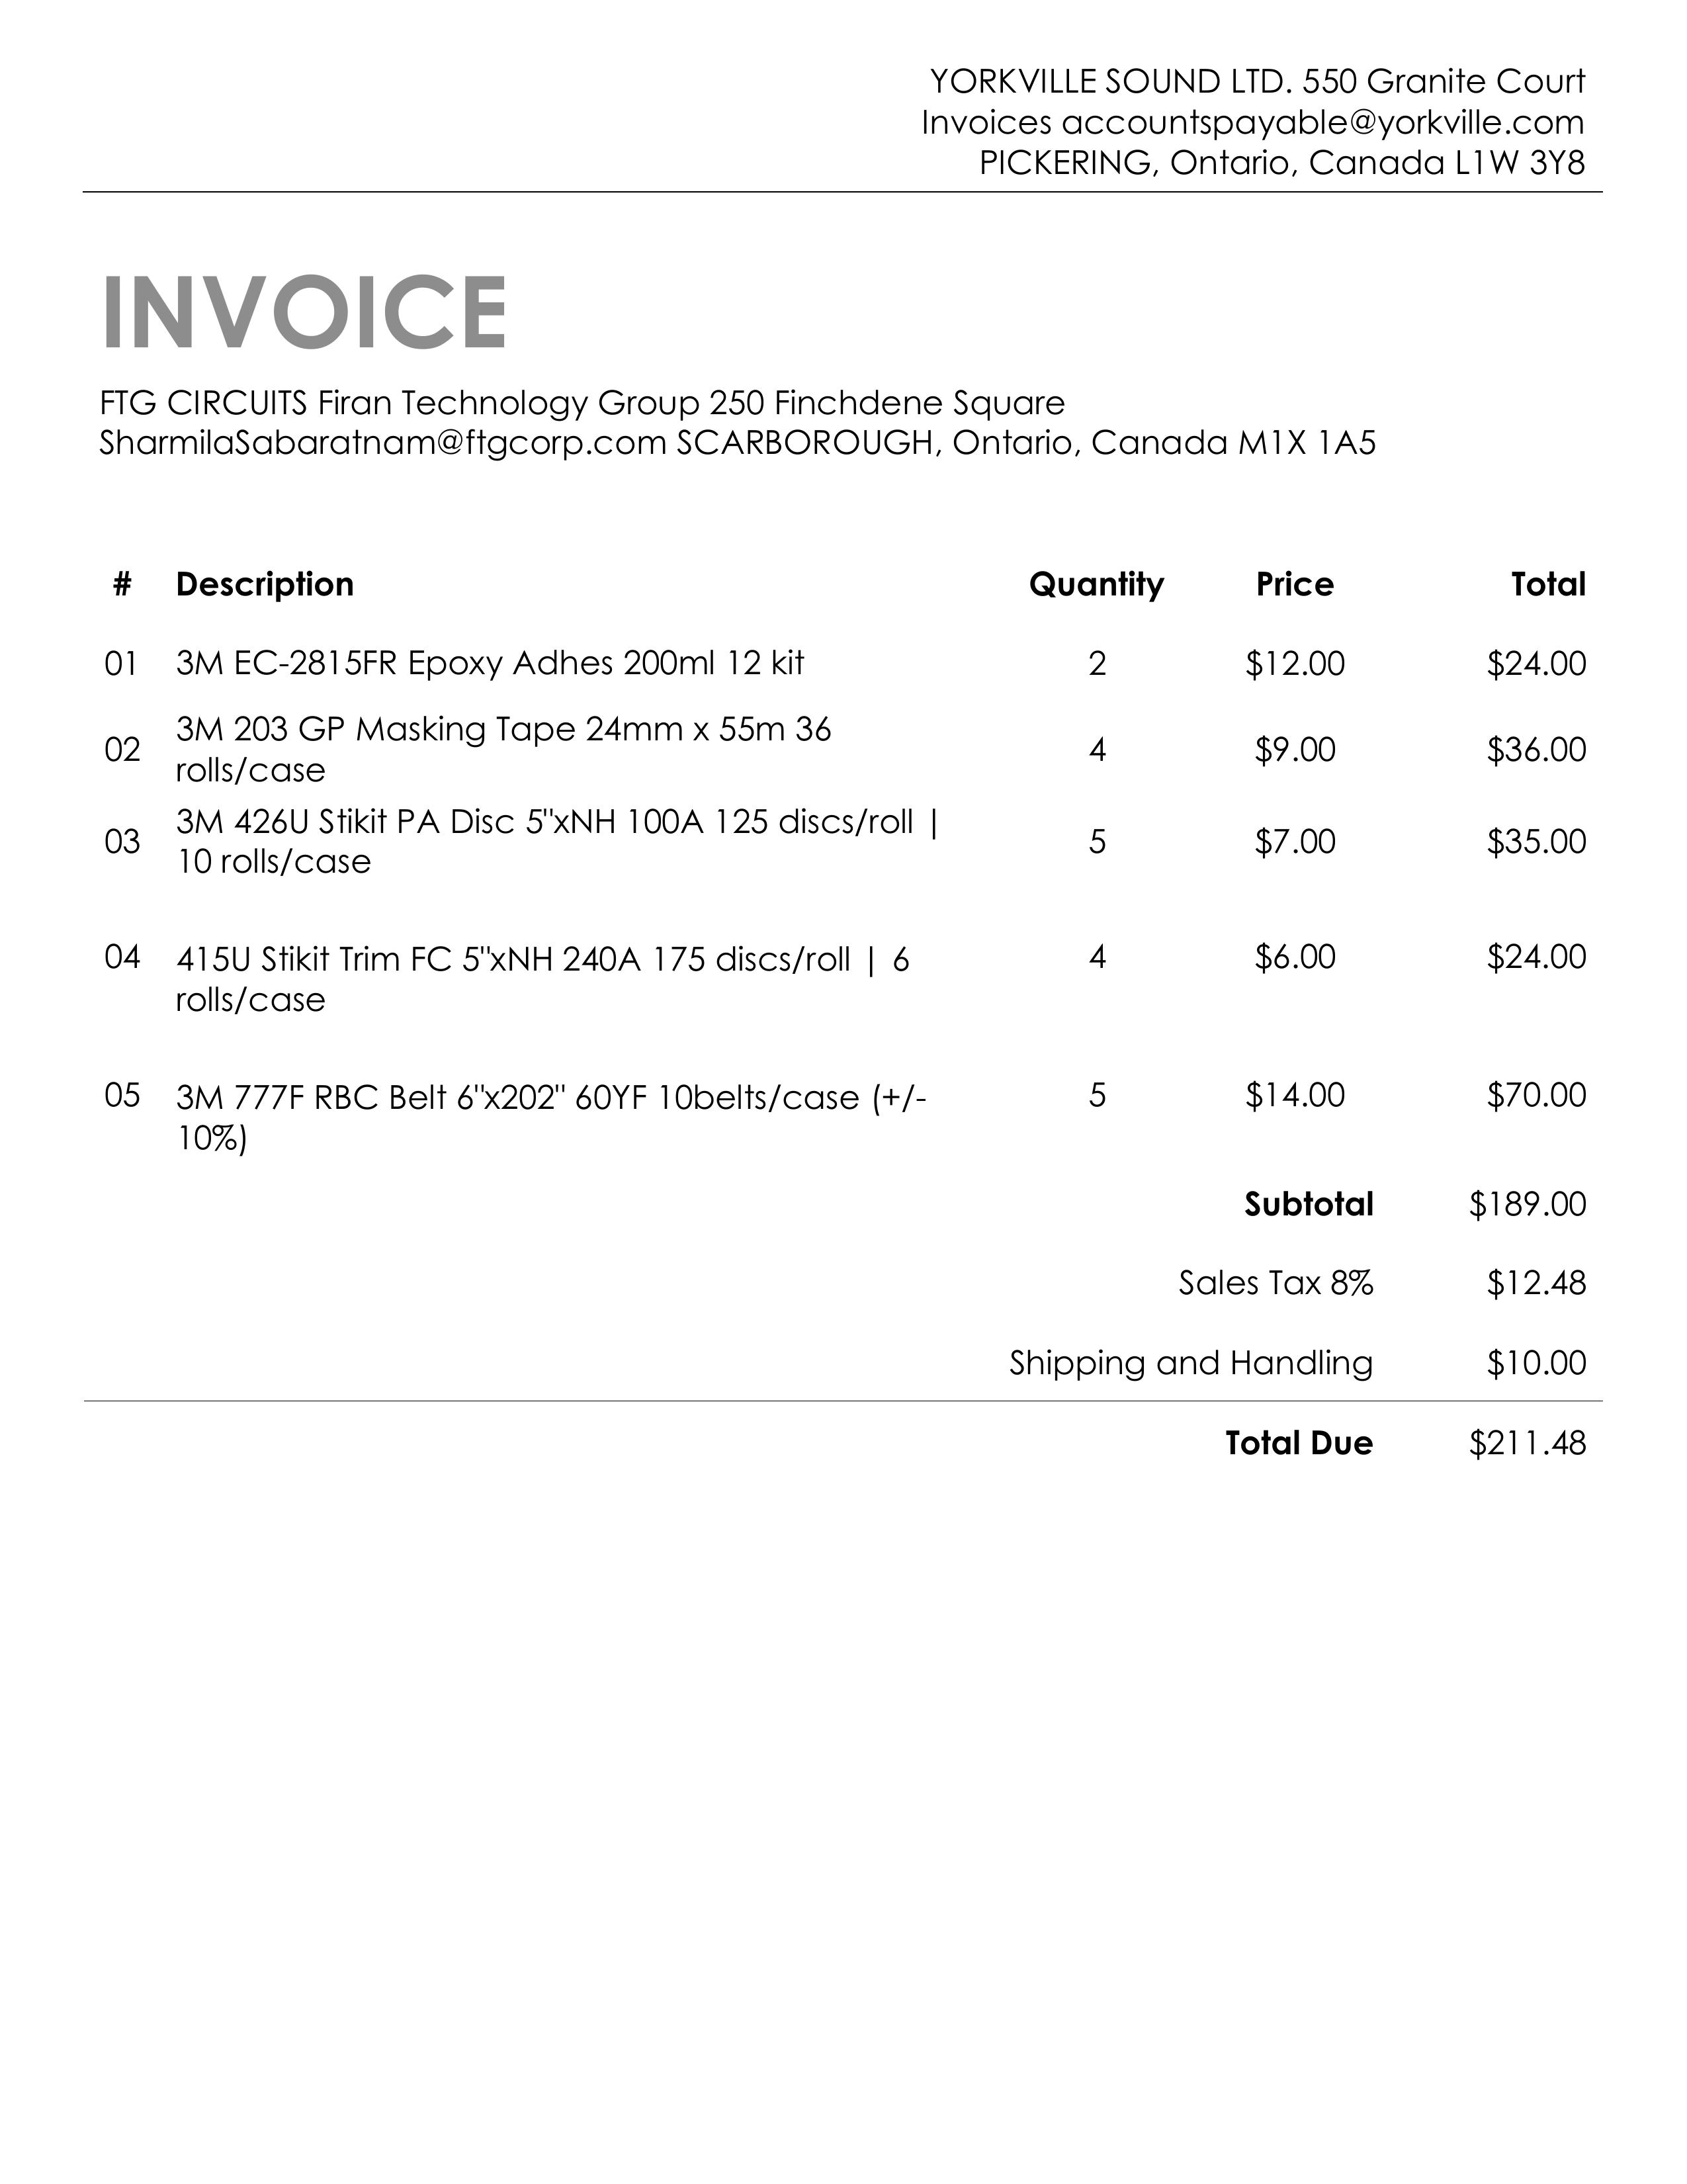 YORKVILLE SOUND LTD. 550 Granite Court
Invoices accountspayable@yorkville.com
PICKERING, Ontario, Canada L1W 3Y8
INVOICE
FTG CIRCUITS Firan Technology Group 250 Finchdene Square
SharmilaSabaratnam@ftgcorp.com SCARBOROUGH, Ontario, Canada M1X 1A5
# Description Quantity Price Total
01 3M EC-2815FR Epoxy Adhes 200ml 12 kit 2 $12.00 $24.00
02 3M 203 GP Masking Tape 24mm x 55m 36 4 $9.00 $36.00
rolls/case
03 3M 426U Stikit PA Disc 5"xNH 100A 125 discs/roll | 5 $7.00 $35.00
10 rolls/case
04 415U Stikit Trim FC 5"xNH 240A 175 discs/roll | 6 4 $6.00 $24.00
rolls/case
05 3M 777F RBC Belt 6"x202" 60YF 10belts/case (+/- 5 $14.00 $70.00
10%)
Subtotal $189.00
Sales Tax 8% $12.48
Shipping and Handling $10.00
Total Due $211.48